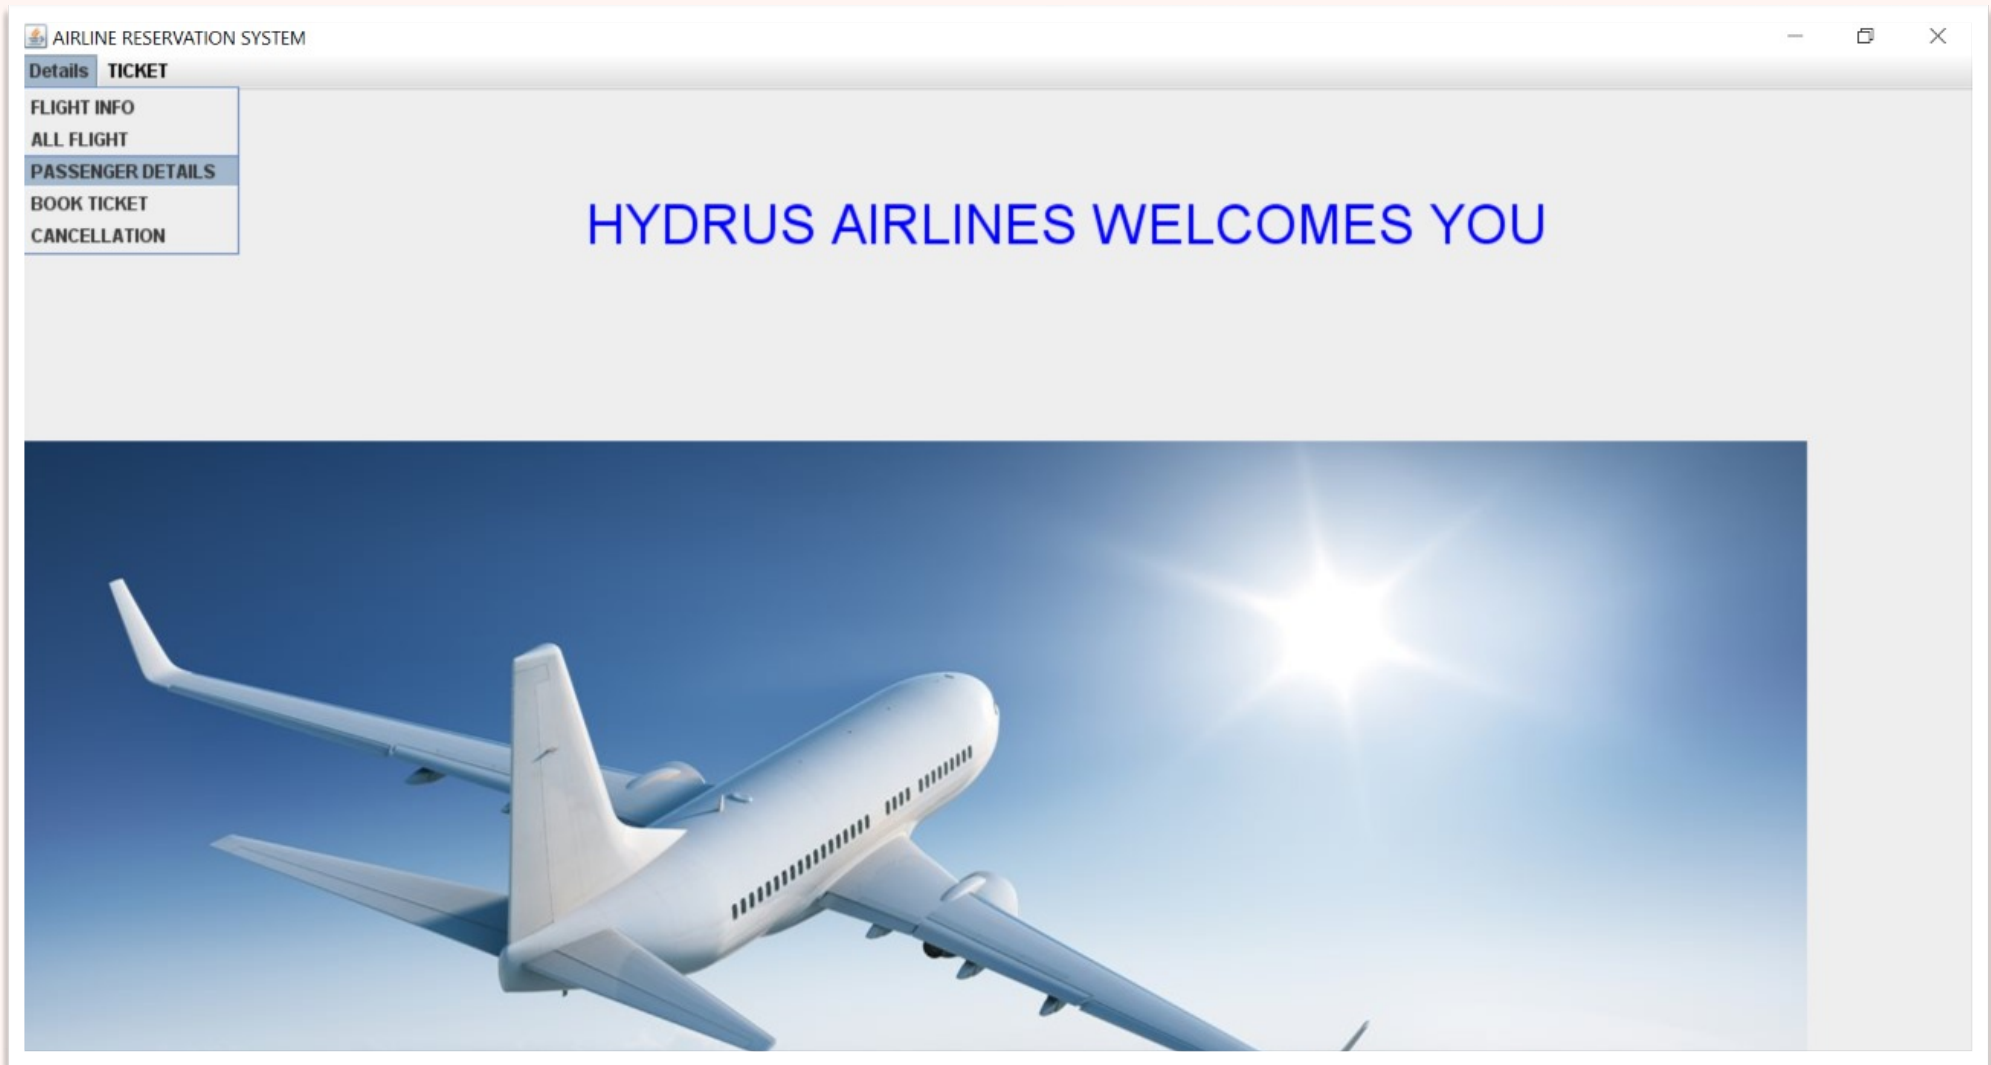 AIRLINE RESERVATION SYSTEM
Details TICKET
FLIGHT INFO
ALL FLIGHT
PASSENGER DETAILS
BOOK TICKET
CANCELLATION
HYDRUS AIRLINES WELCOMES YOU